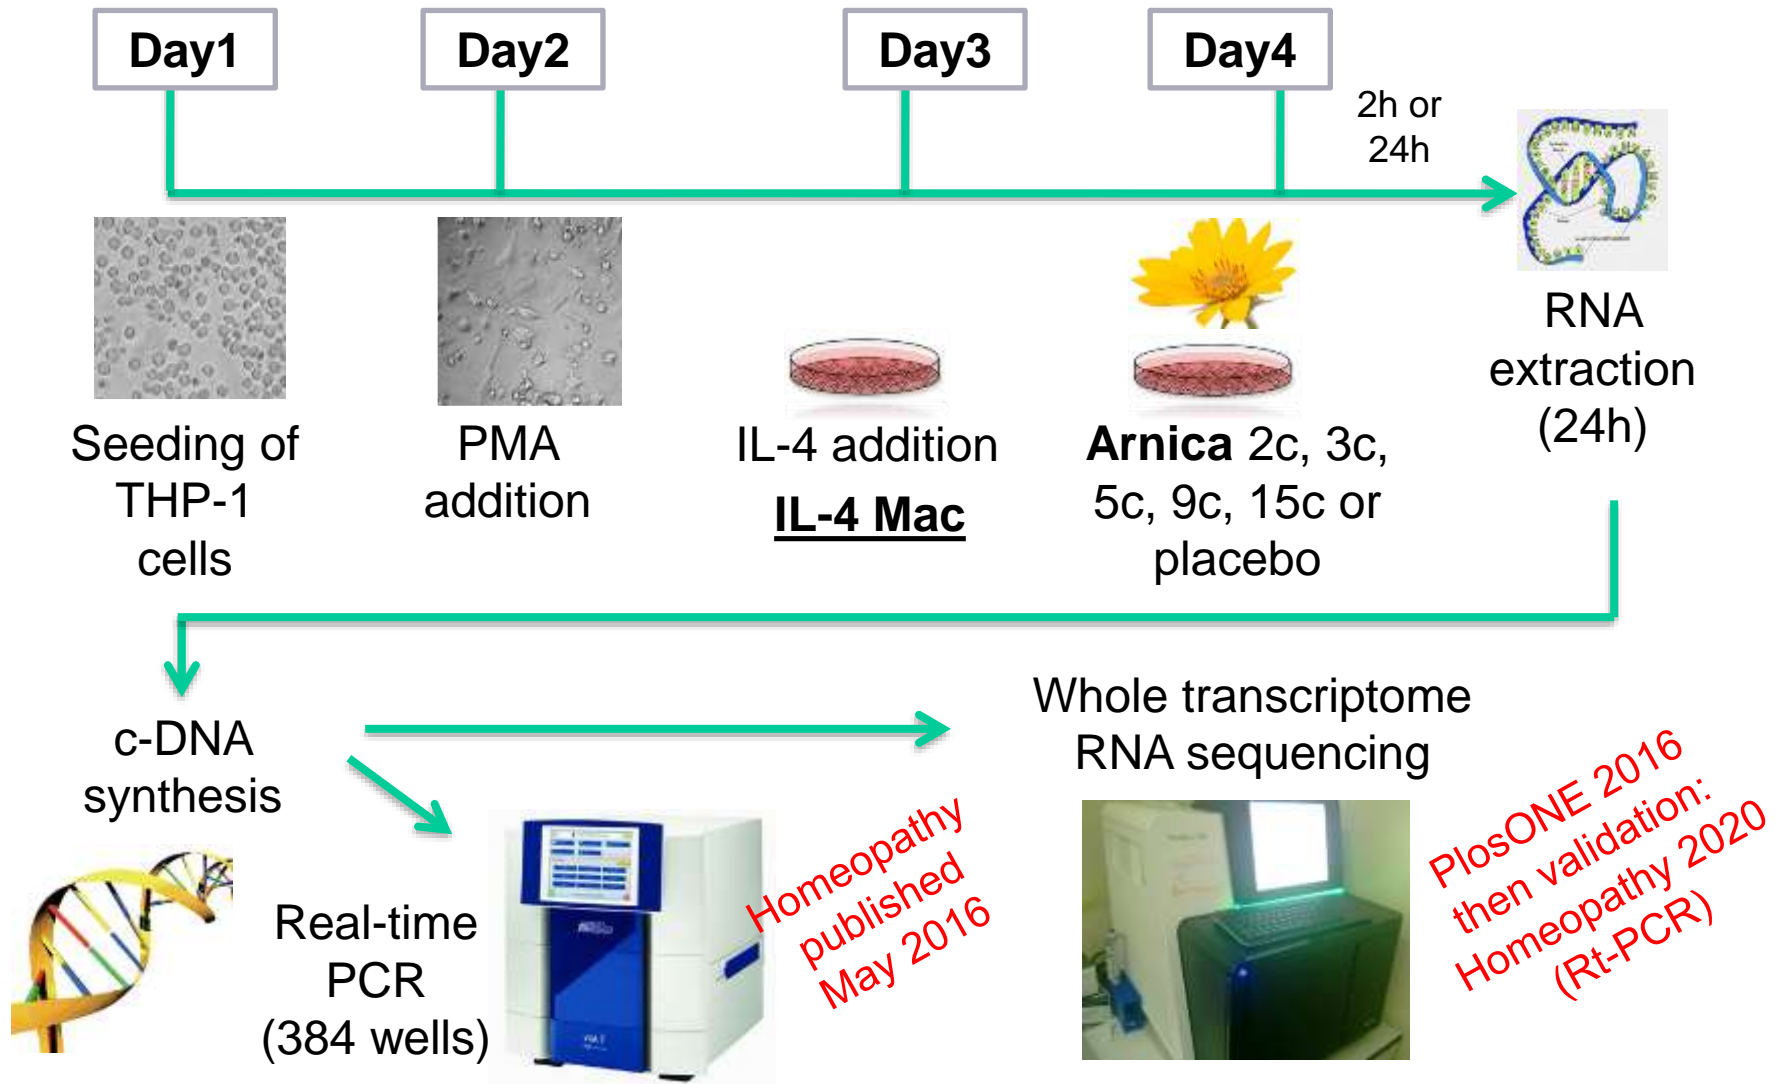 Day1
Day2
Day3
Day4
2h or
24h
Seeding of
THP-1
cells
PMA
addition
IL-4 addition
IL-4 Mac
Arnica 2c, 3c,
5c, 9c, 15c or
placebo
RNA
extraction
(24h)
c-DNA
synthesis
Real-time
PCR
(384 wells)
Homeopathy
published
May 2016
Whole transcriptome
RNA sequencing
PlosONE 2016
then validation:
Homeopathy 2020
(Rt-PCR)